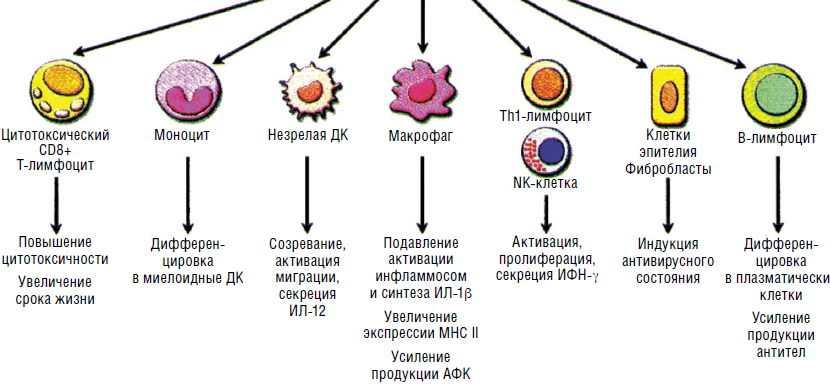 Цитотоксический
CD8+
Т-лимфоцит
Моноцит
Незрелая ДК
Макрофаг
Th1-лимфоцит
NK-клетка
Клетки
эпителия
Фибробласты
В-лимфоцит
Повышение
цитотоксичности
Увеличение
срока жизни
Дифферен-
цировка
в миелоидные ДК
Созревание,
активация
миграции,
секреция
ИЛ-12
Подавление
активации
инфламмосом
и синтеза ИЛ-1β
Увеличение
экспрессии МНС II
Усиление
продукции АФК
Активация,
пролиферация,
секреция ИФН-γ
Индукция
антивирусного
состояния
Дифферен-
цировка
в плазматически
клетки
Усиление
продукции
антител